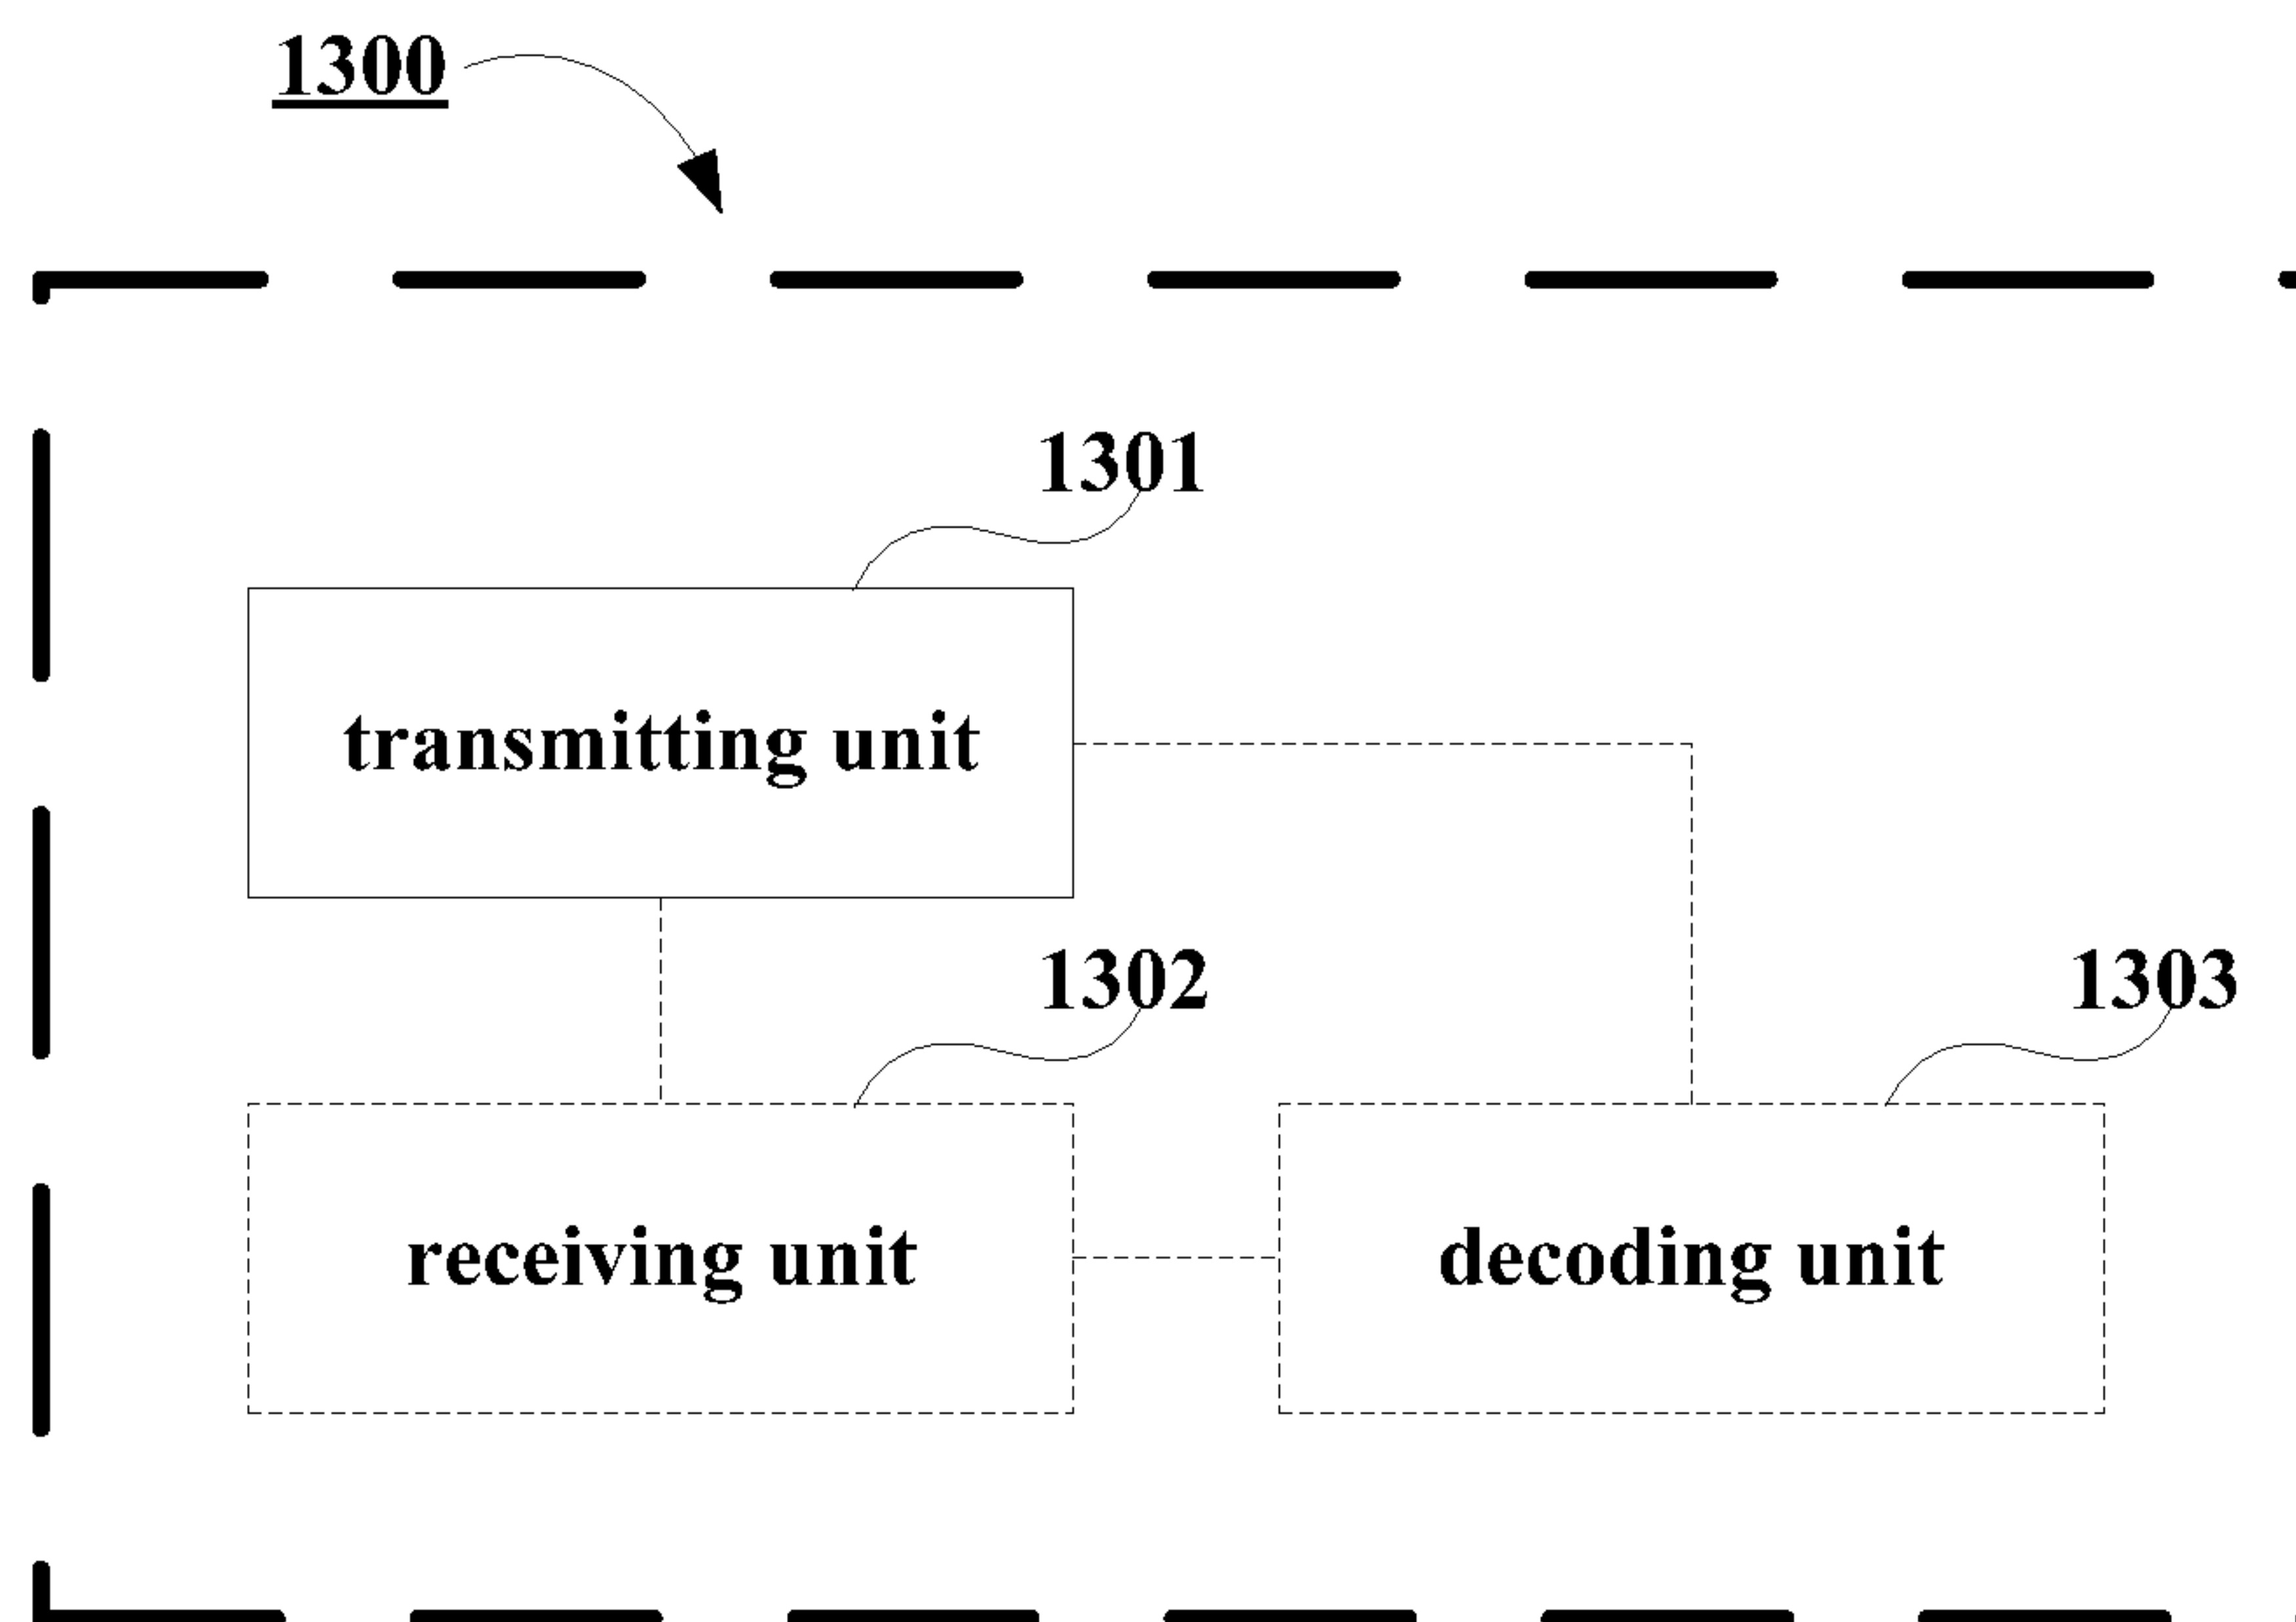 1300
1301
transmitting unit
1302
1303
receiving unit
decoding unit